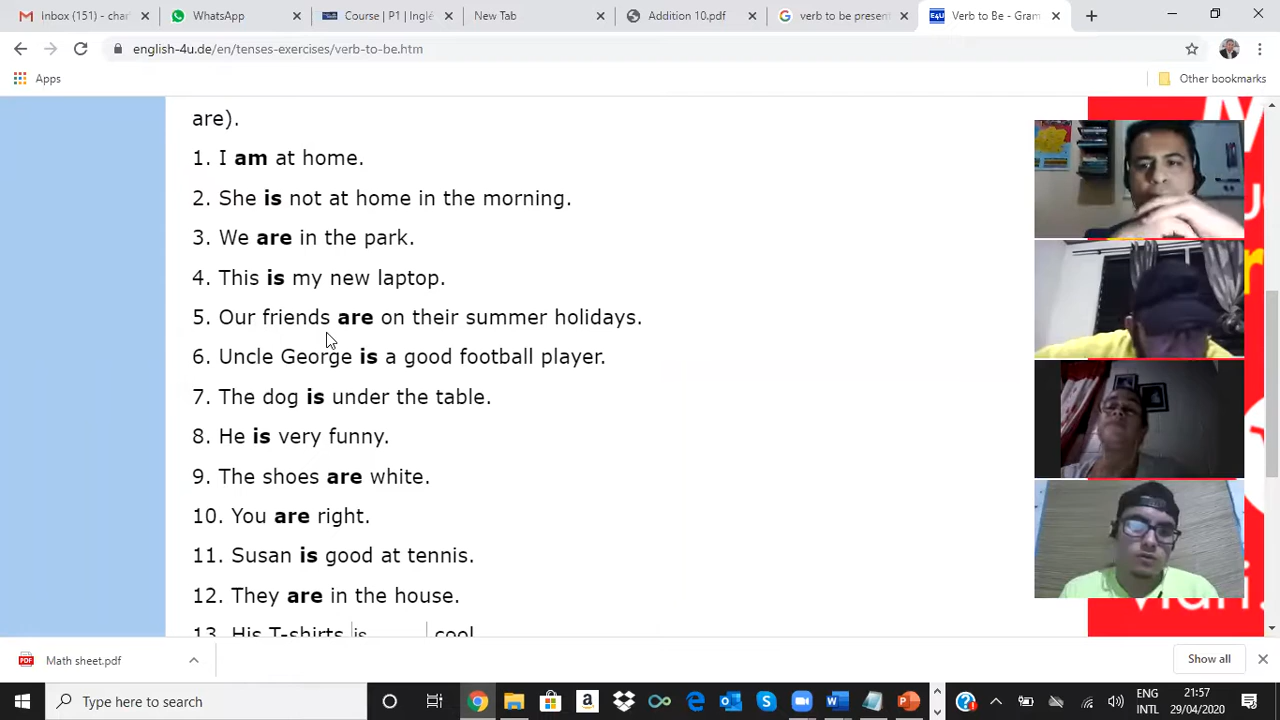 Inbox (151) - charl
WhatsApp
Course | P1 | Inglé
New Tab
Addition 10.pdf
verb to be present
Verb to Be - Gram
english-4u.de/en/tenses-exercises/verb-to-be.htm
Apps
Other bookmarks
are).
1. I am at home.
2. She is not at home in the morning.
3. We are in the park.
4. This is my new laptop.
5. Our friends are on their summer holidays.
6. Uncle George is a good football player.
7. The dog is under the table.
8. He is very funny.
9. The shoes are white.
10. You are right.
11. Susan is good at tennis.
12. They are in the house.
13. His T-shirts is cool
Math sheet.pdf
Show all
Type here to search
ENG
INTL
21:57
29/04/2020